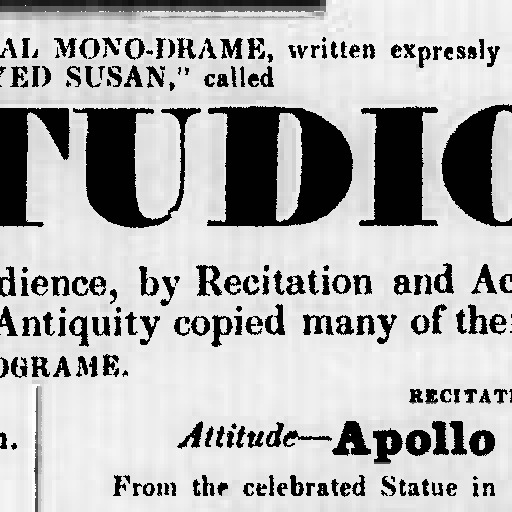 AL MONO-DRAME, written expressly
YED SUSAN," called
TUDIO
dience, by Recitation and Ac
Antiquity copied many of the
OGRAME.
RECITATI
n.
Attitude—Apollo
From the celebrated Statue in